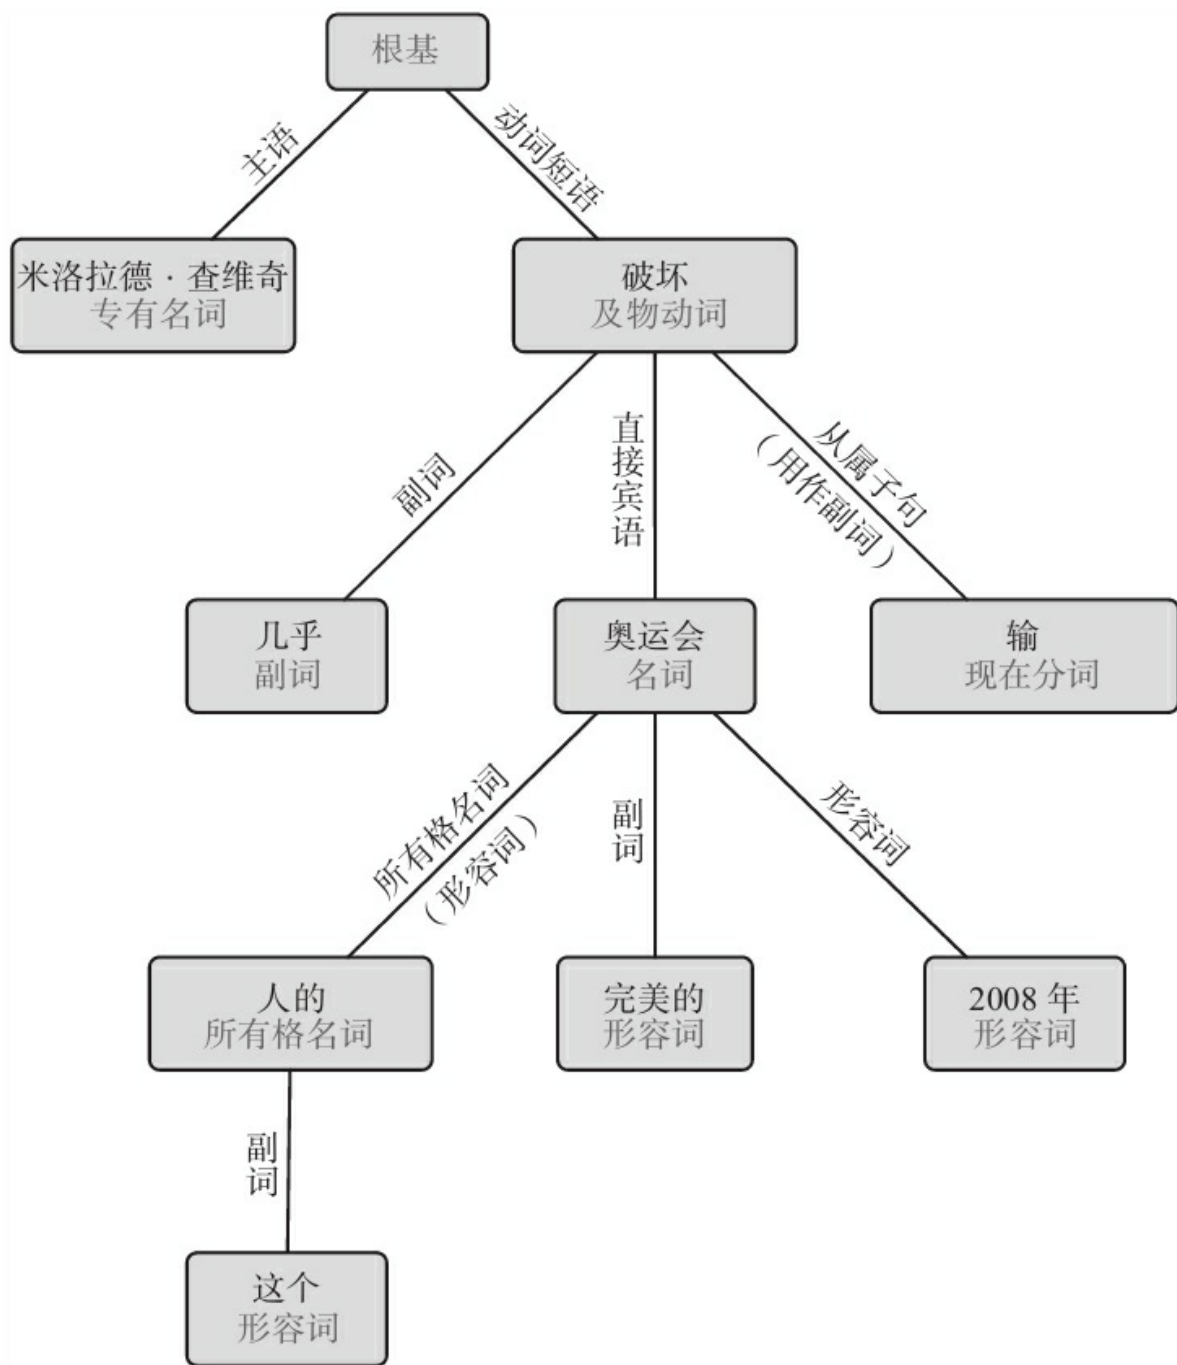 根基
主语
动词短语
米洛拉德·查维奇
专有名词
破坏
及物动词
副词
直接宾语
从属子句
（用作副词）
几乎
副词
奥运会
名词
输
现在分词
所有格名词
（形容词）
副词
形容词
人的
所有格名词
完美的
形容词
2008 年
形容词
副词
这个
形容词